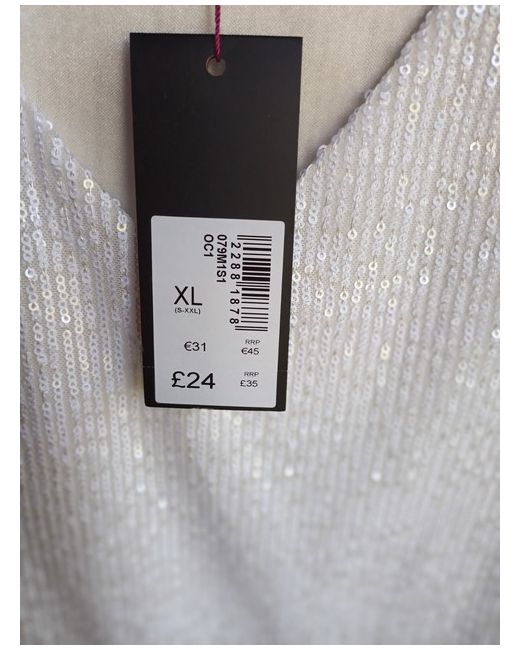 2288 1878
079M1S1
OC1
XL
(S-XXL)
€31
RRP
€45
£24
RRP
£35